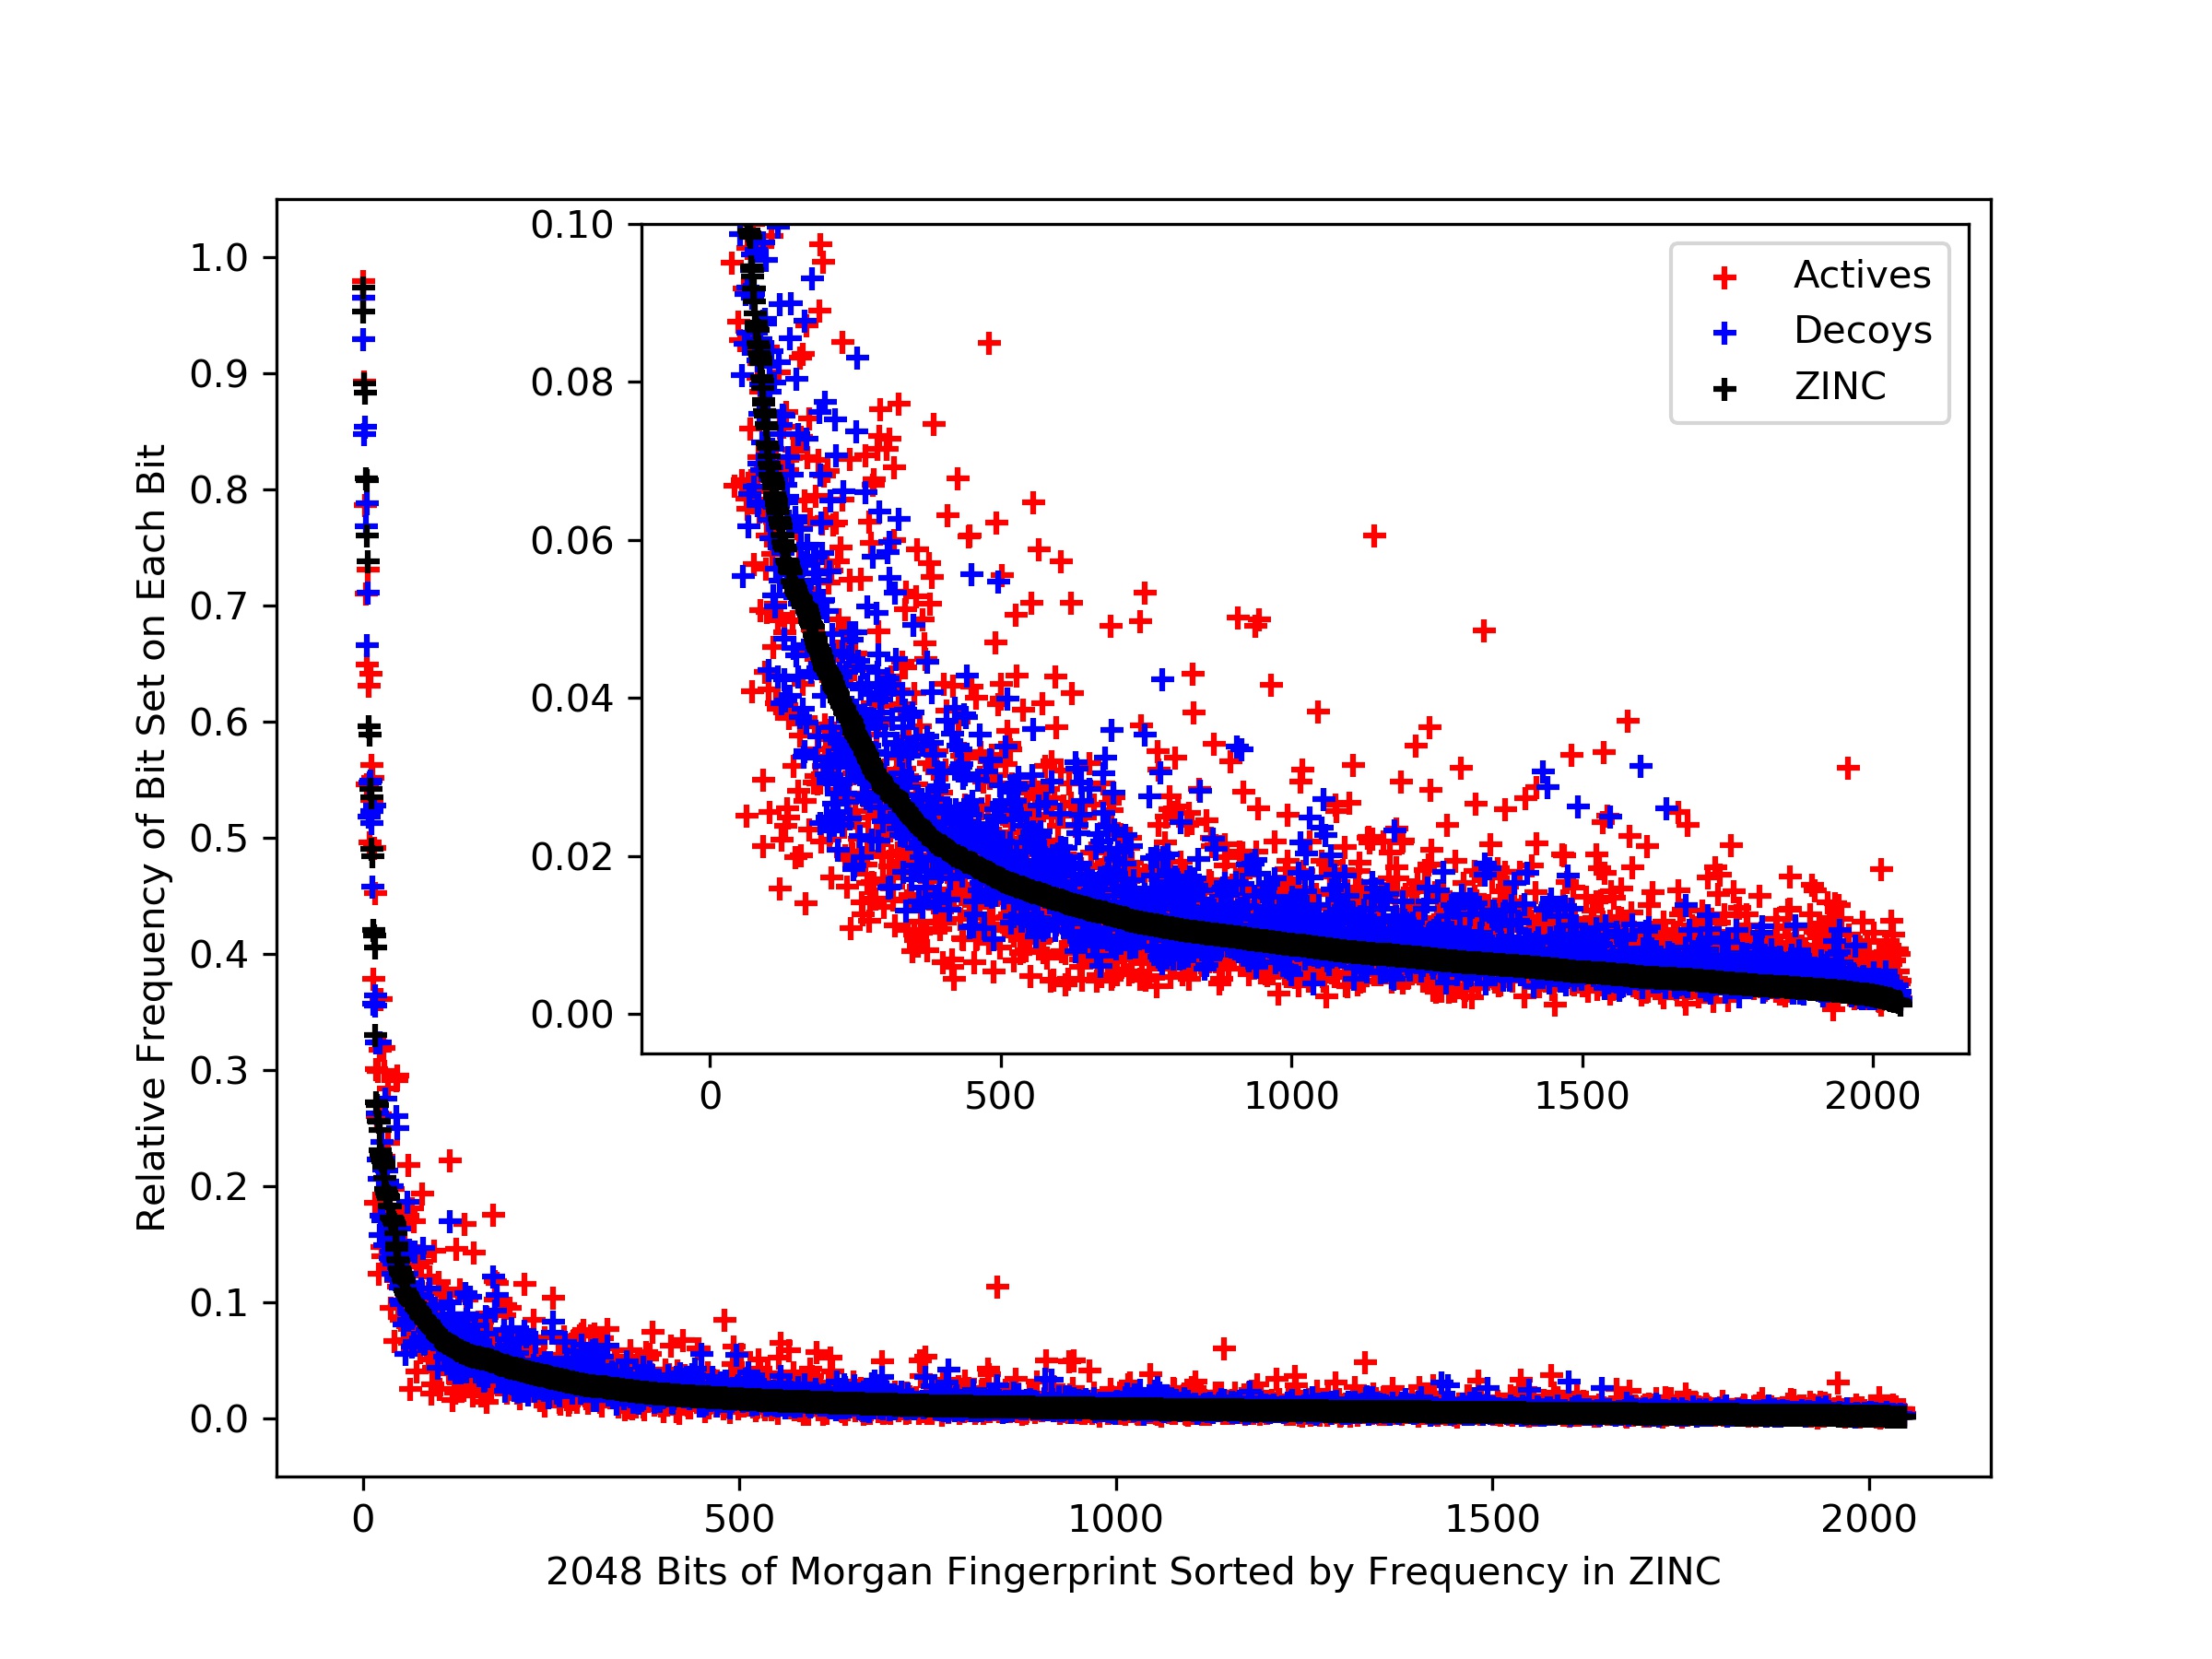 Relative Frequency of Bit Set on Each Bit
1.0
0.9
0.8
0.7
0.6
0.5
0.4
0.3
0.2
0.1
0.0
0.10
0.08
0.06
0.04
0.02
0.00
0 500 1000 1500 2000
Actives
Decoys
ZINC
0 500 1000 1500 2000
2048 Bits of Morgan Fingerprint Sorted by Frequency in ZINC